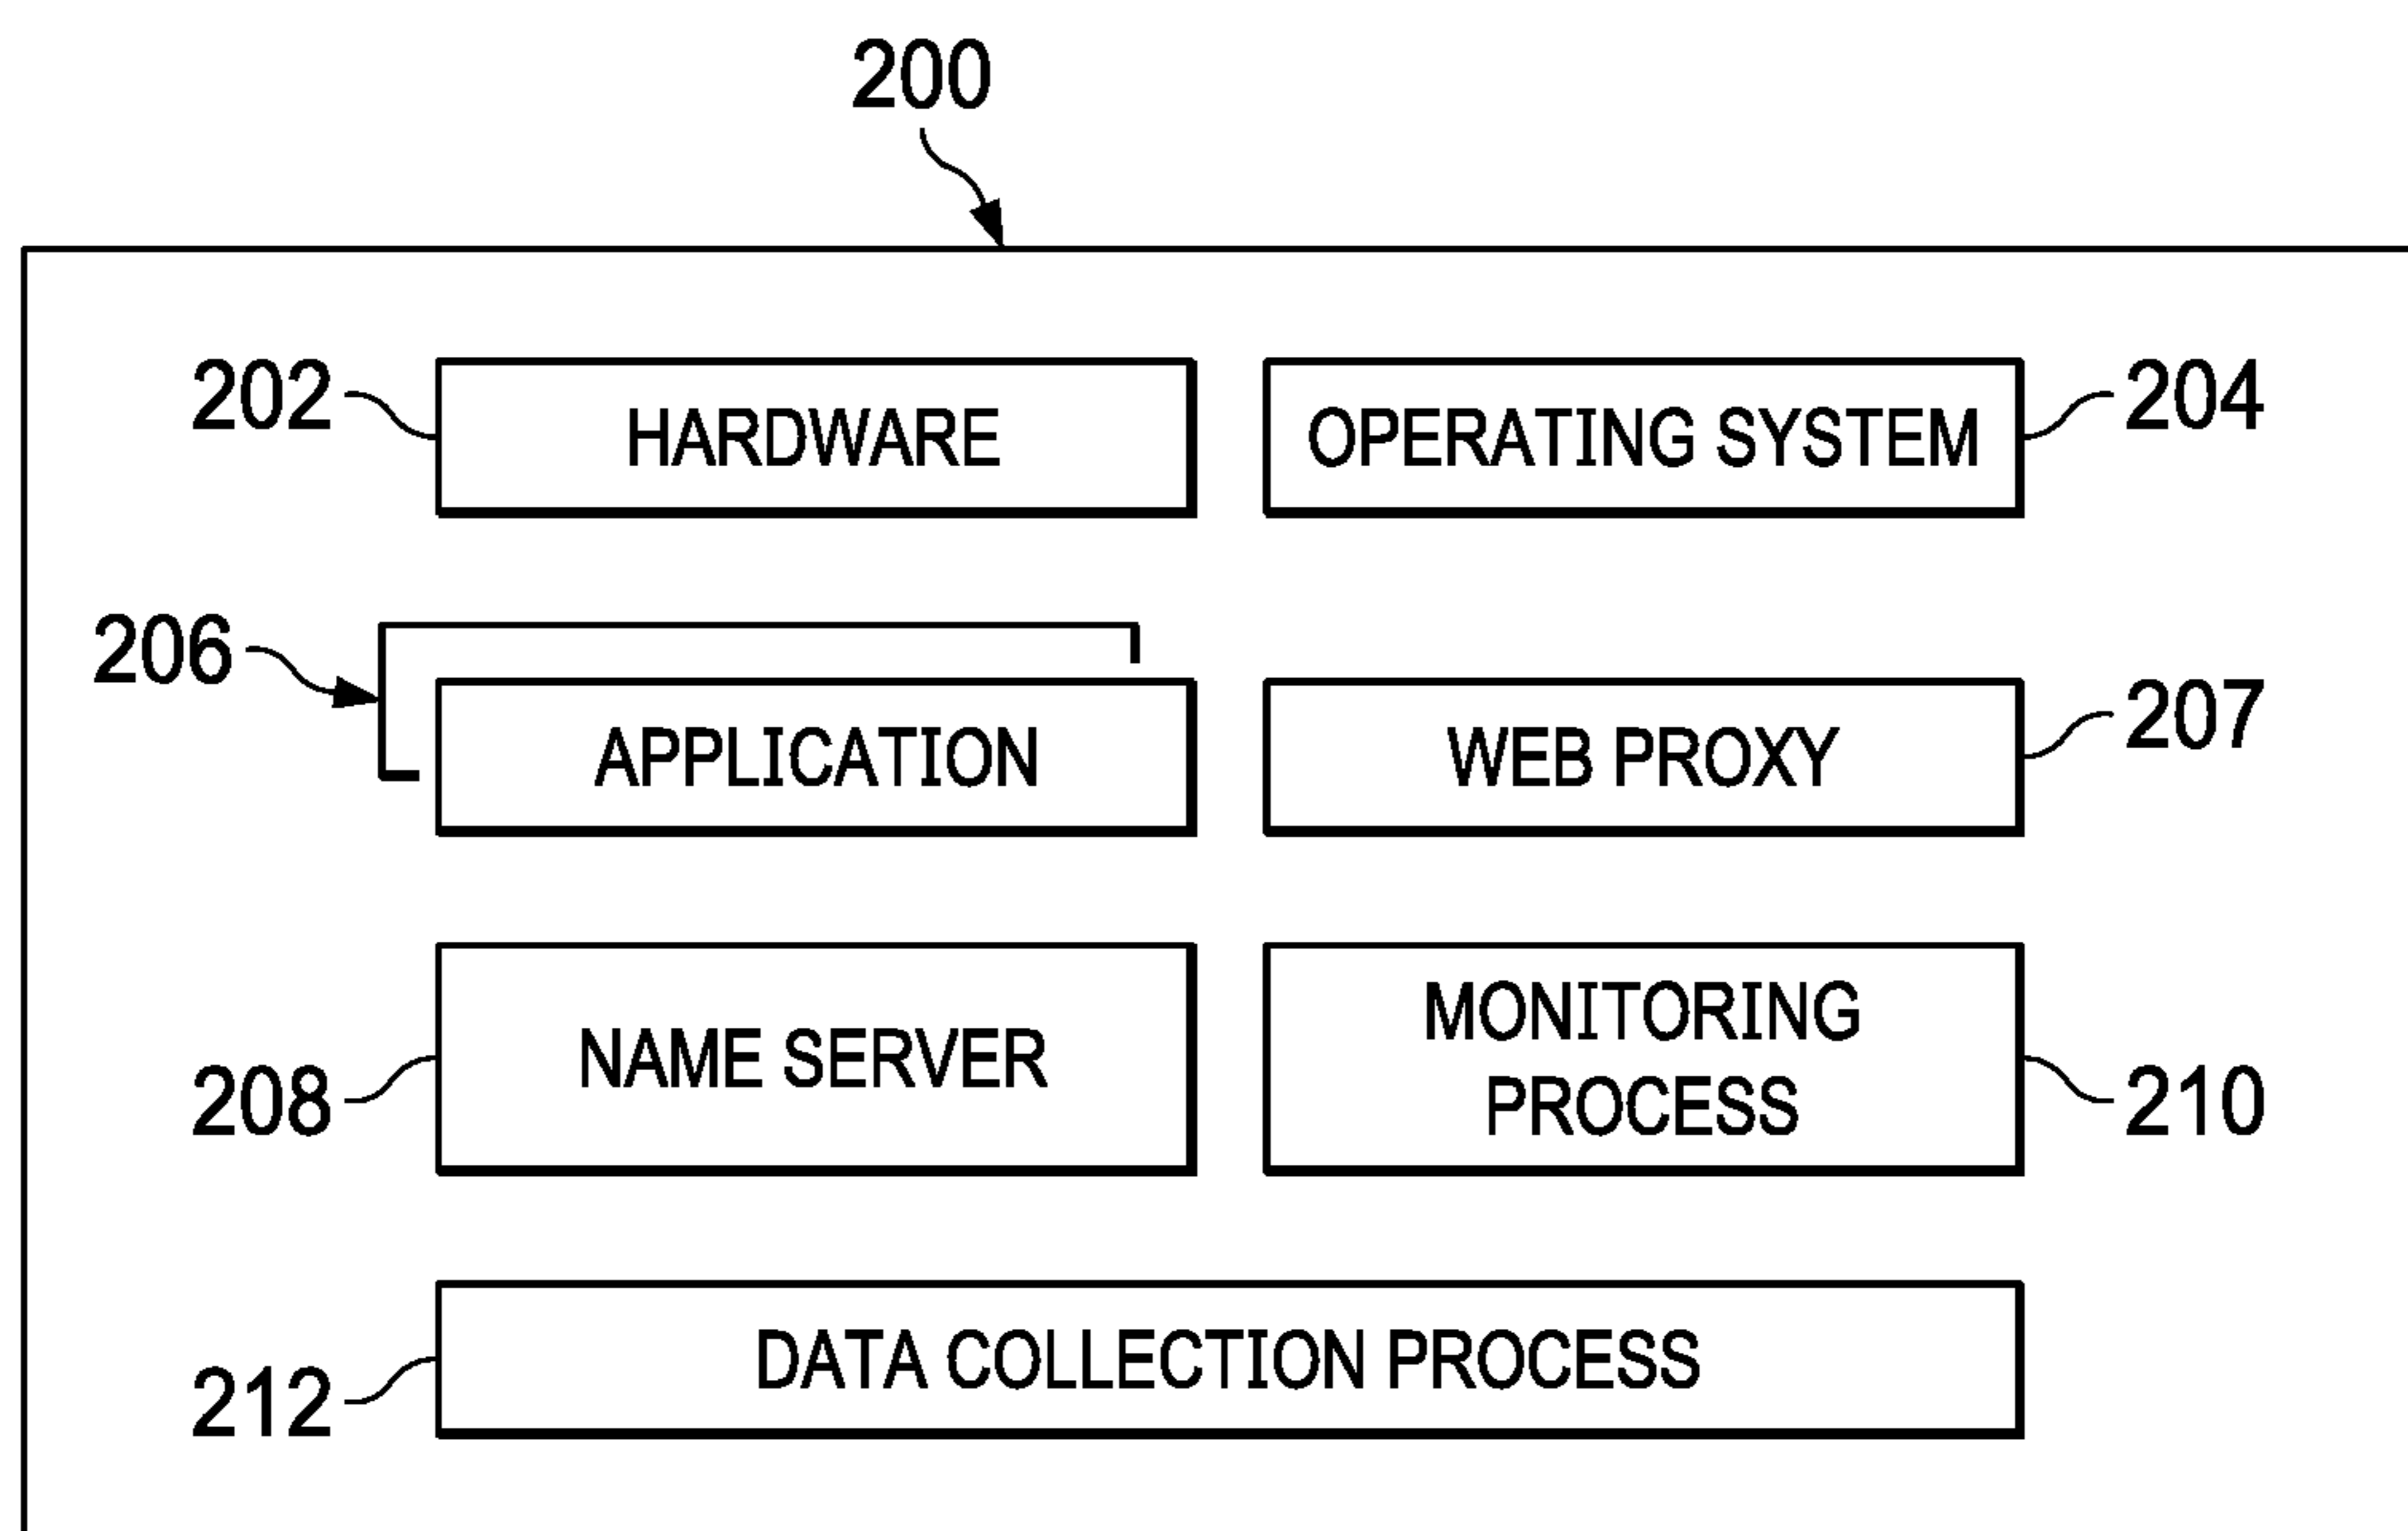 200
202
HARDWARE
OPERATING SYSTEM
204
206
APPLICATION
WEB PROXY
207
208
NAME SERVER
MONITORING
PROCESS
210
212
DATA COLLECTION PROCESS